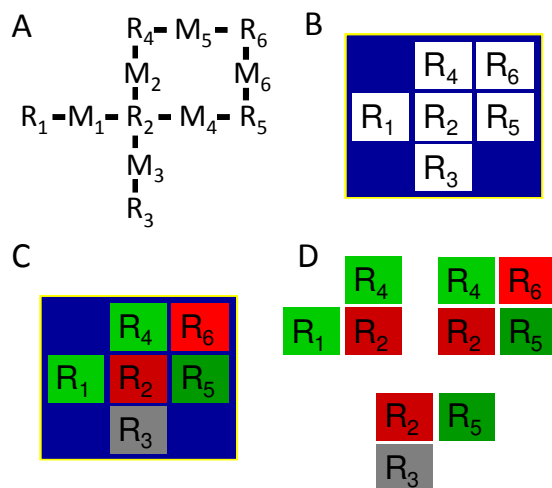 A
R₄ M₅ R₆
M₂ M₆
R₁ M₁ R₂ M₄ R₅
M₃
R₃
B
R₄ R₆
R₁ R₂ R₅
R₃
C
R₄ R₆
R₁ R₂ R₅
R₃
D
R₄ R₄ R₆
R₁ R₂ R₂ R₅
R₂ R₅
R₃